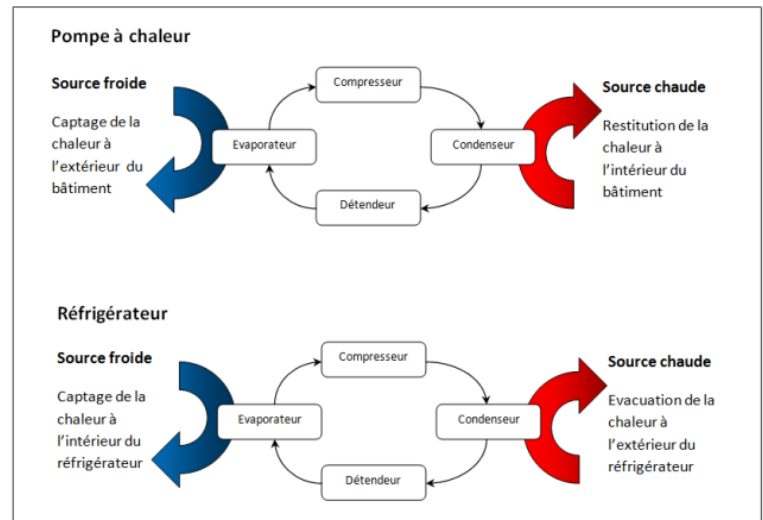 Pompe à chaleur
Source froide
Captage de la
chaleur à
l'extérieur du
bâtiment
Compresseur
Evaporateur
Condenseur
Détendeur
Source chaude
Restitution de la
chaleur à
l'intérieur du
bâtiment
Réfrigérateur
Source froide
Captage de la
chaleur à
l'intérieur du
réfrigérateur
Compresseur
Evaporateur
Condenseur
Détendeur
Source chaude
Evacuation de la
chaleur à
l'extérieur du
réfrigérateur